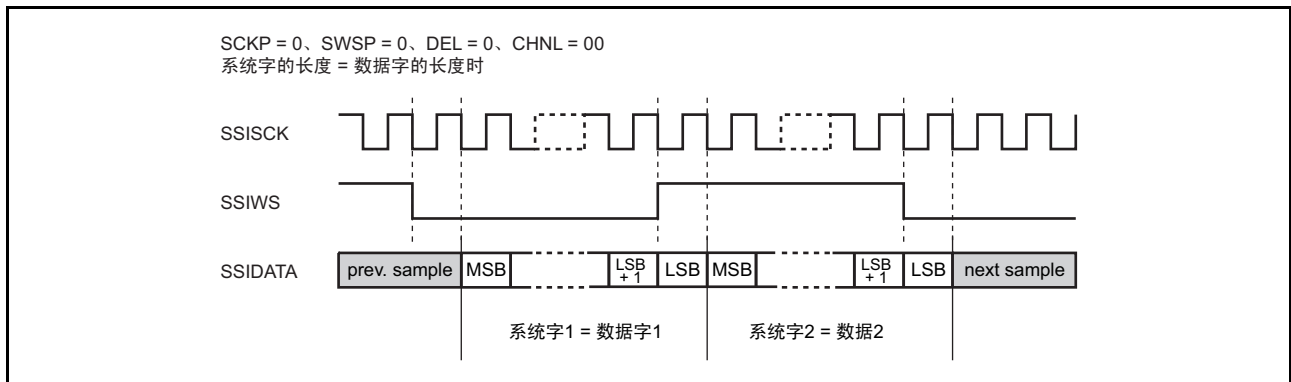 SCKP = 0、SWSP = 0、DEL = 0、CHNL = 00
系统字的长度 = 数据字的长度时
SSISCK
SSIWS
SSIDATA
prev. sample
MSB
LSB
+ 1
LSB
MSB
LSB
+ 1
LSB
next sample
系统字1 = 数据字1
系统字2 = 数据2